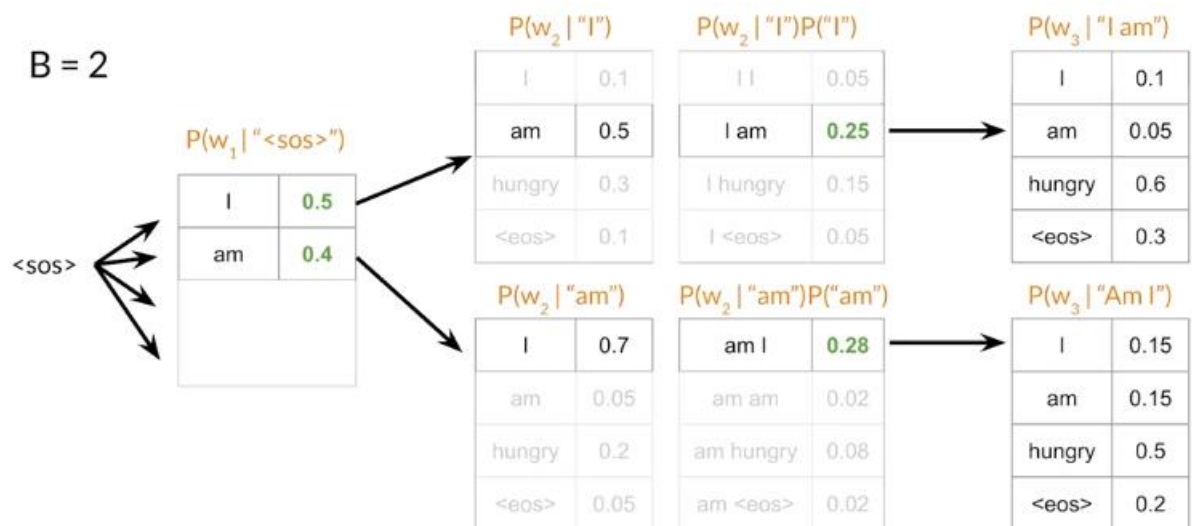 B = 2
<sos>
P(w₁ | “<sos>”)
I 0.5
am 0.4
P(w₂ | “I”)
I 0.1
am 0.5
hungry 0.3
<eos> 0.1
P(w₂ | “I”)P(“I”)
I I 0.05
I am 0.25
I hungry 0.15
I <eos> 0.05
P(w₃ | “I am”)
I 0.1
am 0.05
hungry 0.6
<eos> 0.3
P(w₂ | “am”)
I 0.7
am 0.05
hungry 0.2
<eos> 0.05
P(w₂ | “am”)P(“am”)
am I 0.28
am am 0.02
am hungry 0.08
am <eos> 0.02
P(w₃ | “Am I”)
I 0.15
am 0.15
hungry 0.5
<eos> 0.2